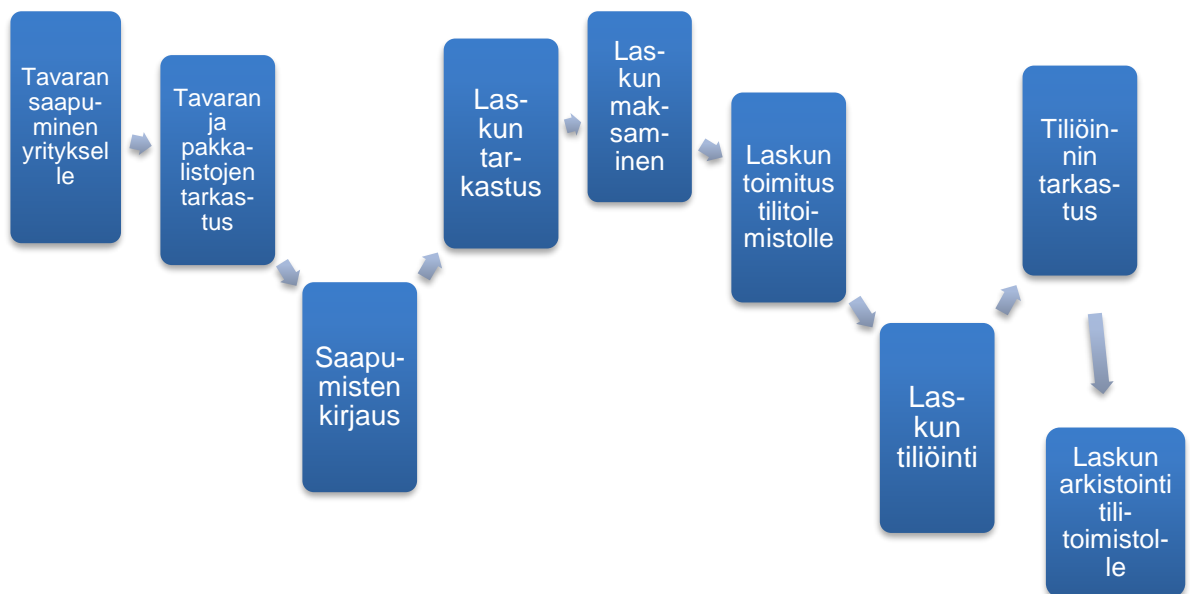 Tavaran
saapu-
minen
yrityksel
le
Tavaran
ja
pakka-
listojen
tarkas-
tus
Saapu-
misten
kirjaus
Las-
kun
tar-
kastus
Las-
kun
mak-
sam-
inen
Laskun
toimitus
tilitoi-
mistolle
Las-
kun
tiliöinti
Tiliöin-
nin
tarkas-
tus
Laskun
arkistointi
tili-
toimistol-
le